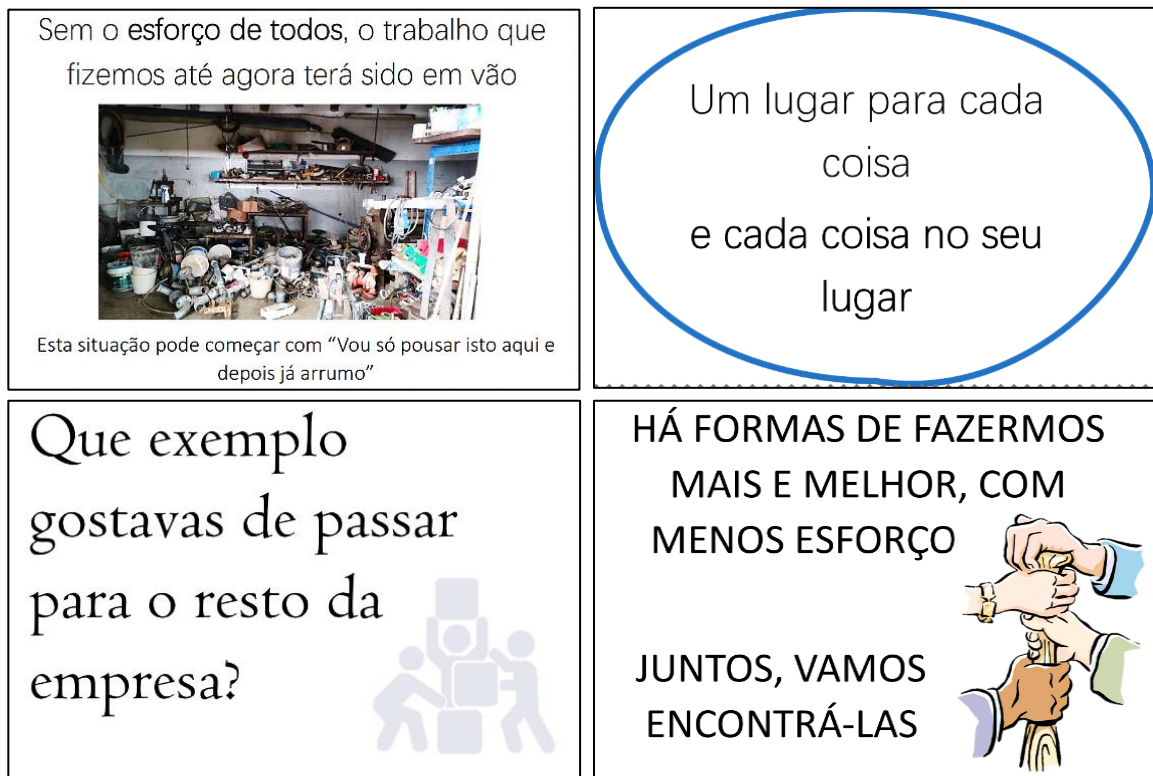 Sem o esforço de todos, o trabalho que
fizemos até agora terá sido em vão
Esta situação pode começar com “Vou só pousar isto aqui e
depois já arrumo”
Um lugar para cada
coisa
e cada coisa no seu
lugar
Que exemplo
gostavas de passar
para o resto da
empresa?
HÁ FORMAS DE FAZERMOS
MAIS E MELHOR, COM
MENOS ESFORÇO
JUNTOS, VAMOS
ENCONTRÁ-LAS